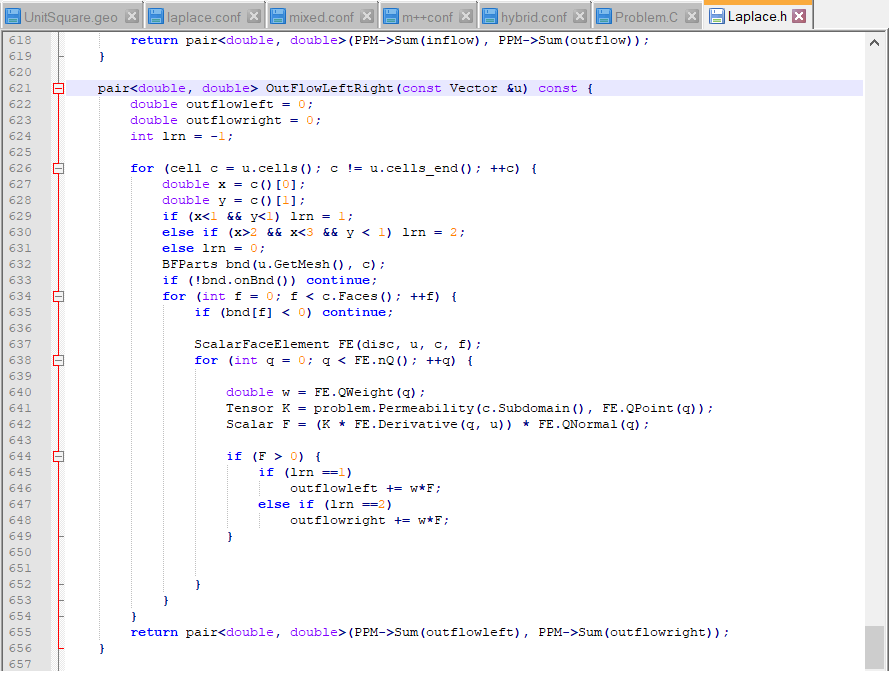 UnitSquare.geo laplace.conf mixed.conf m++conf hybrid.conf Problem.C Laplace.h
618 return pair<double, double>(PPM->Sum(inflow), PPM->Sum(outflow));
619 }
620
621 pair<double, double> OutFlowLeftRight(const Vector &u) const {
622 double outflowleft = 0;
623 double outflowright = 0;
624 int lrn = -1;
625
626 for (cell c = u.cells(); c != u.cells_end(); ++c) {
627 double x = c()[0];
628 double y = c()[1];
629 if (x<1 && y<1) lrn = 1;
630 else if (x>2 && x<3 && y < 1) lrn = 2;
631 else lrn = 0;
632 BFParts bnd(u.GetMesh(), c);
633 if (!bnd.onBnd()) continue;
634 for (int f = 0; f < c.Faces(); ++f) {
635 if (bnd[f] < 0) continue;
636
637 ScalarFaceElement FE(disc, u, c, f);
638 for (int q = 0; q < FE.nQ(); ++q) {
639
640 double w = FE.QWeight(q);
641 Tensor K = problem.Permeability(c.Subdomain(), FE.QPoint(q));
642 Scalar F = (K * FE.Derivative(q, u)) * FE.QNormal(q);
643
644 if (F > 0) {
645 if (lrn ==1)
646 outflowleft += w*F;
647 else if (lrn ==2)
648 outflowright += w*F;
649 }
650
651
652 }
653 }
654 }
655 return pair<double, double>(PPM->Sum(outflowleft), PPM->Sum(outflowright));
656 }
657